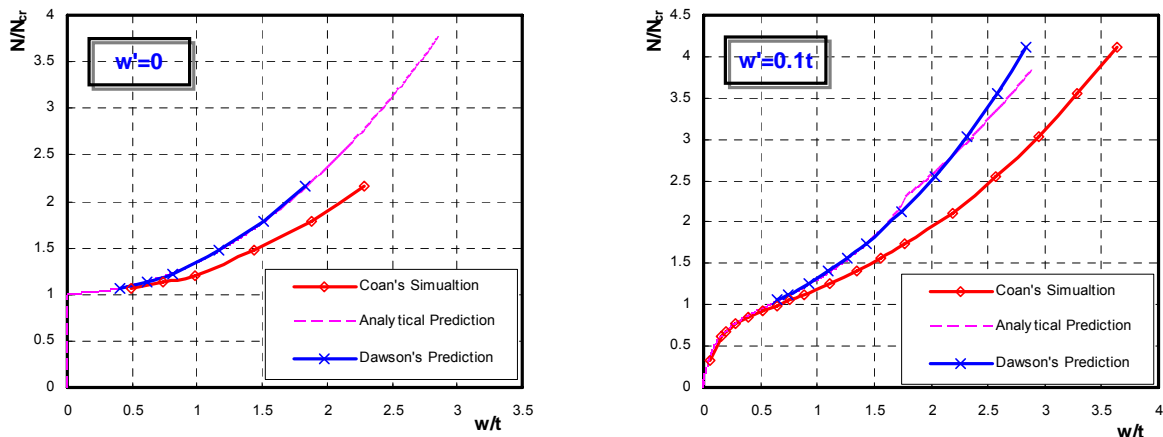 N/Ncr
4
3.5
3
2.5
2
1.5
1
0.5
0
w'=0
Coan's Simualtion
Analytical Prediction
Dawson's Prediction
0 0.5 1 1.5 2 2.5 3 3.5
w/t
N/Ncr
4.5
4
3.5
3
2.5
2
1.5
1
0.5
0
w'=0.1t
Coan's Simualtion
Analytical Prediction
Dawson's Prediction
0 0.5 1 1.5 2 2.5 3 3.5 4
w/t